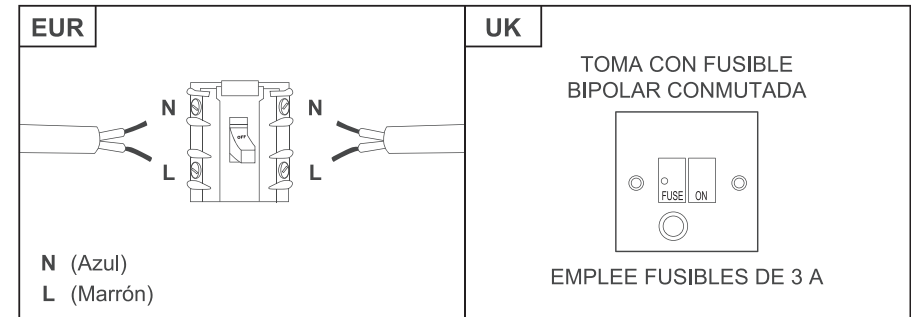 EUR
N
N
OFF
L
L
N (Azul)
L (Marrón)
UK
TOMA CON FUSIBLE
BIPOLAR CONMUTADA
FUSE ON
EMPLEE FUSIBLES DE 3 A